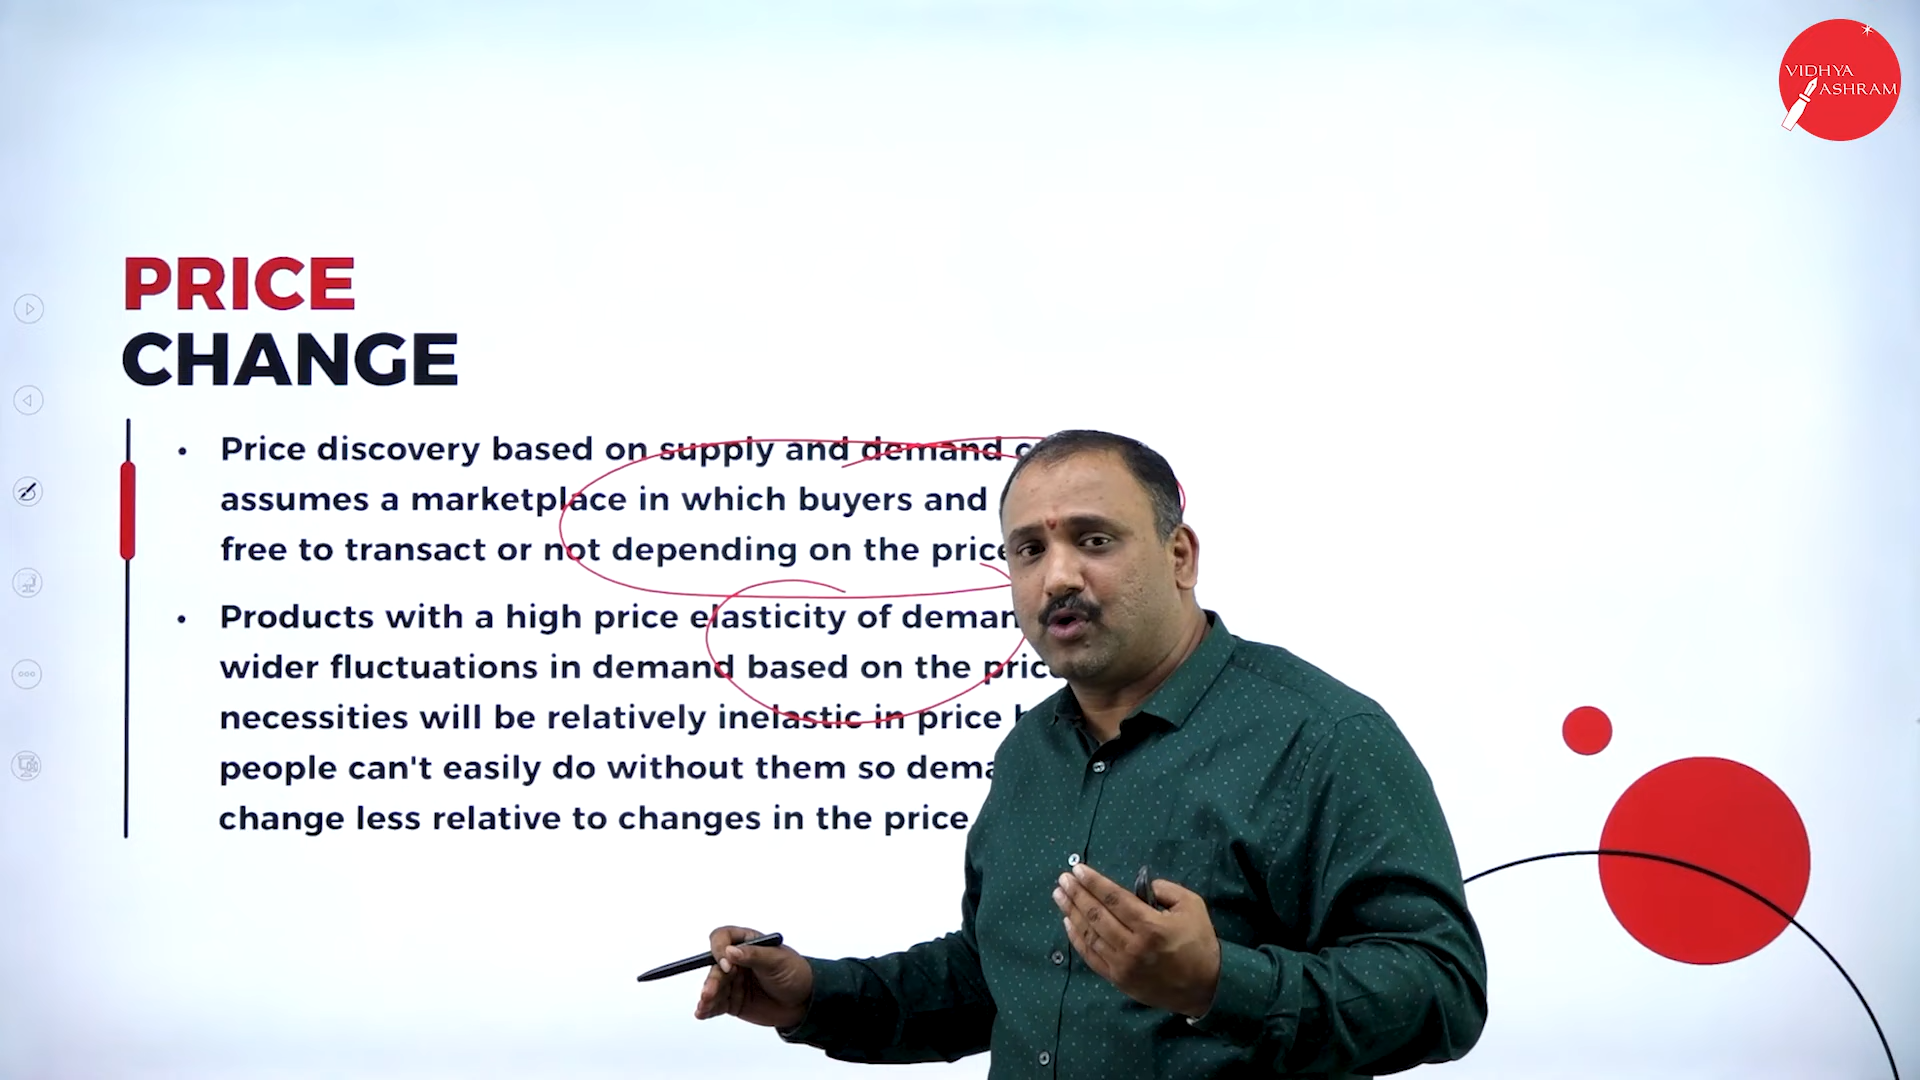 VIDHYA
ASHRAM
PRICE
CHANGE
• Price discovery based on supply and demand
assumes a marketplace in which buyers and
free to transact or not depending on the price
• Products with a high price elasticity of deman
wider fluctuations in demand based on the pric
necessities will be relatively inelastic in price
people can't easily do without them so dema
change less relative to changes in the price